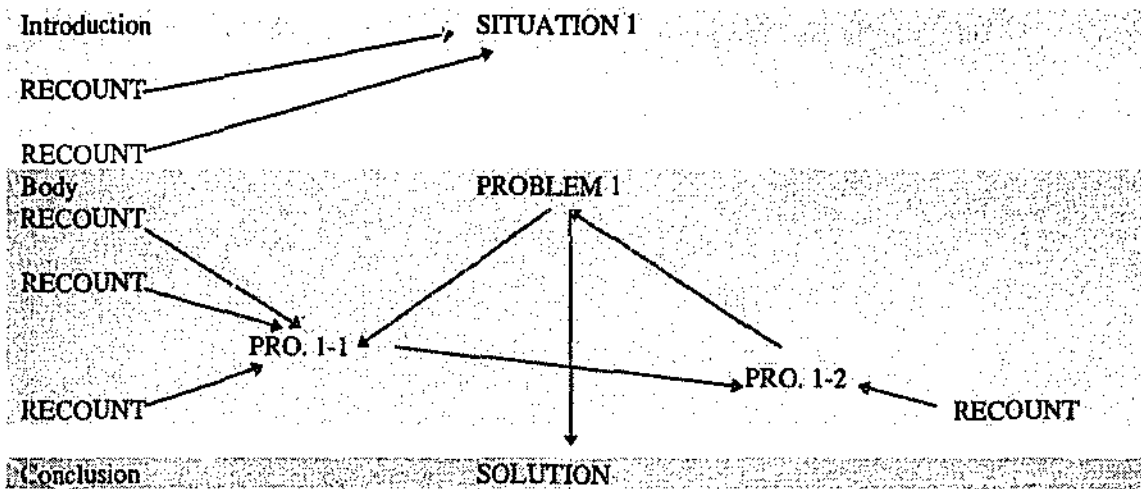 Introduction SITUATION 1
RECOUNT
RECOUNT
Body PROBLEM 1
RECOUNT
RECOUNT
PRO. 1-1
PRO. 1-2
RECOUNT RECOUNT
Conclusion SOLUTION